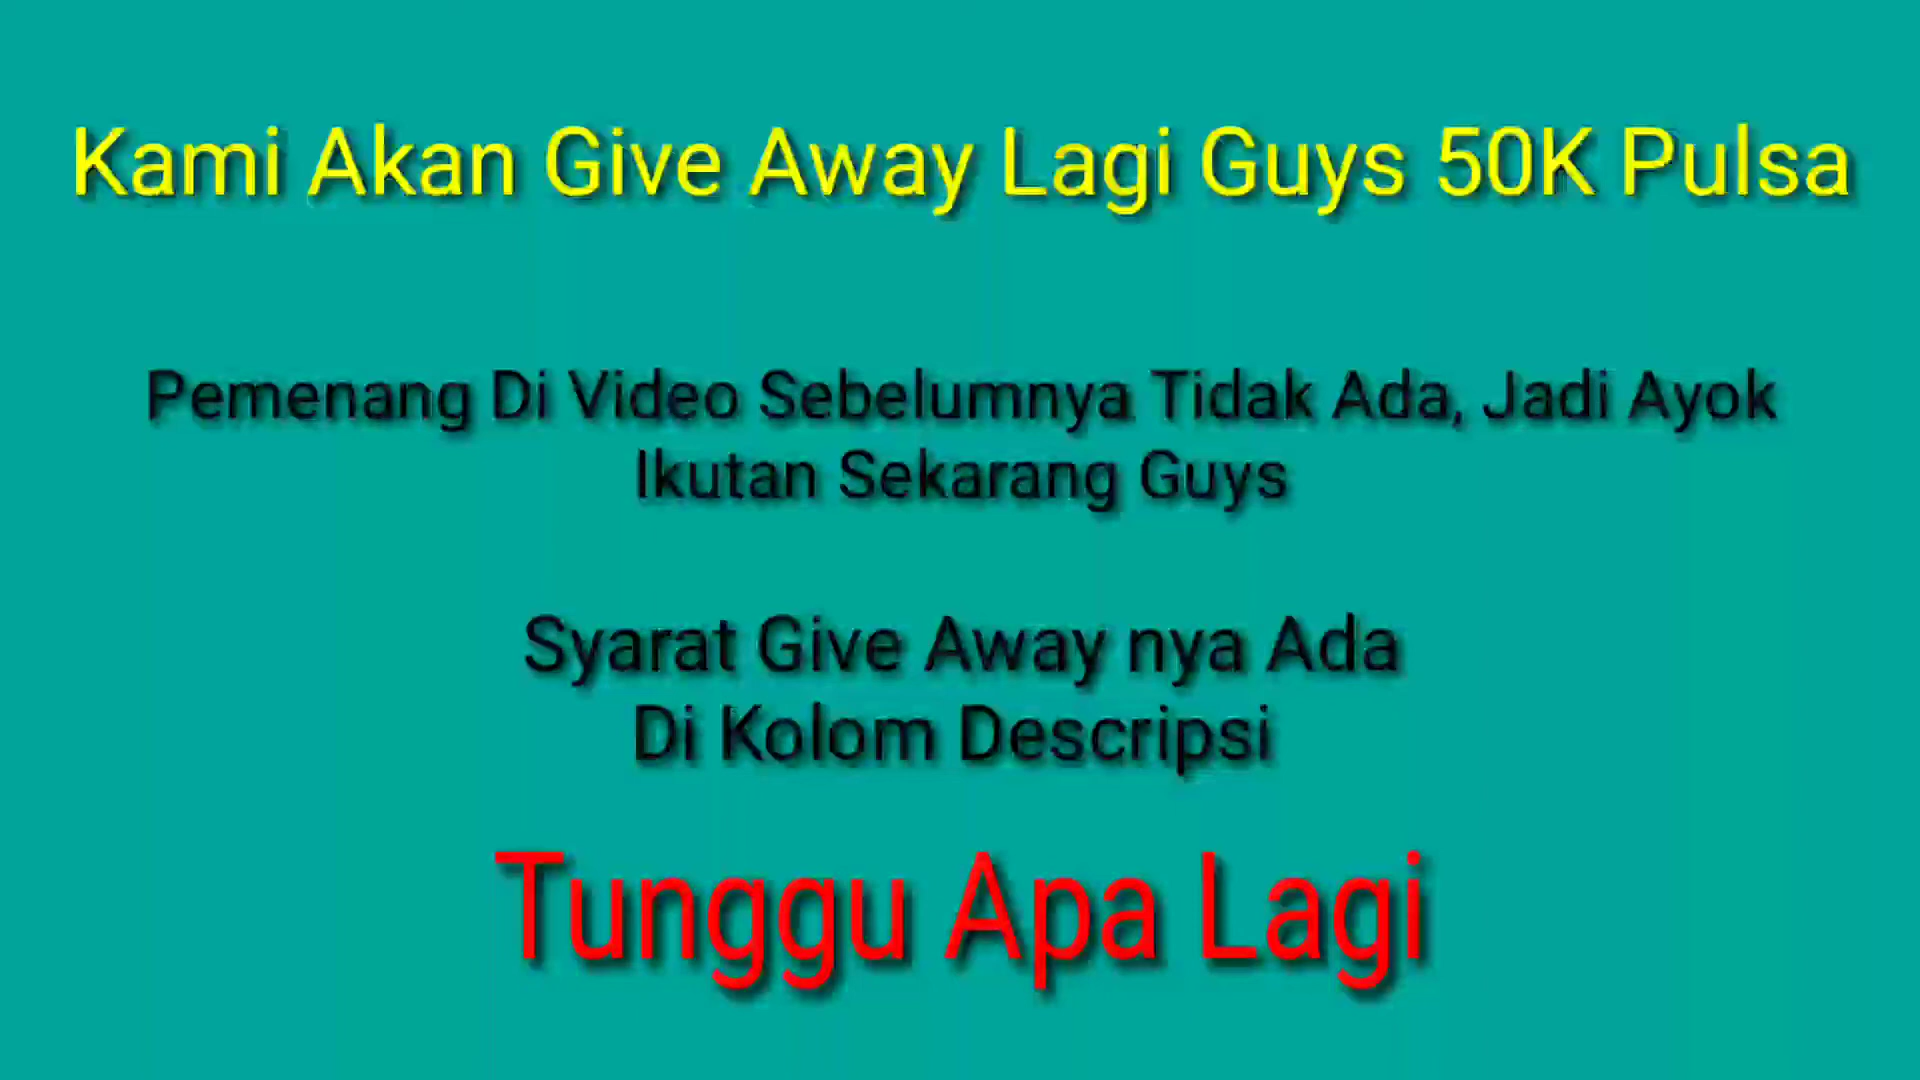 Kami Akan Give Away Lagi Guys 50K Pulsa
Pemenang Di Video Sebelumnya Tidak Ada, Jadi Ayok
Ikutan Sekarang Guys
Syarat Give Away nya Ada
Di Kolom Descripsi
Tunggu Apa Lagi